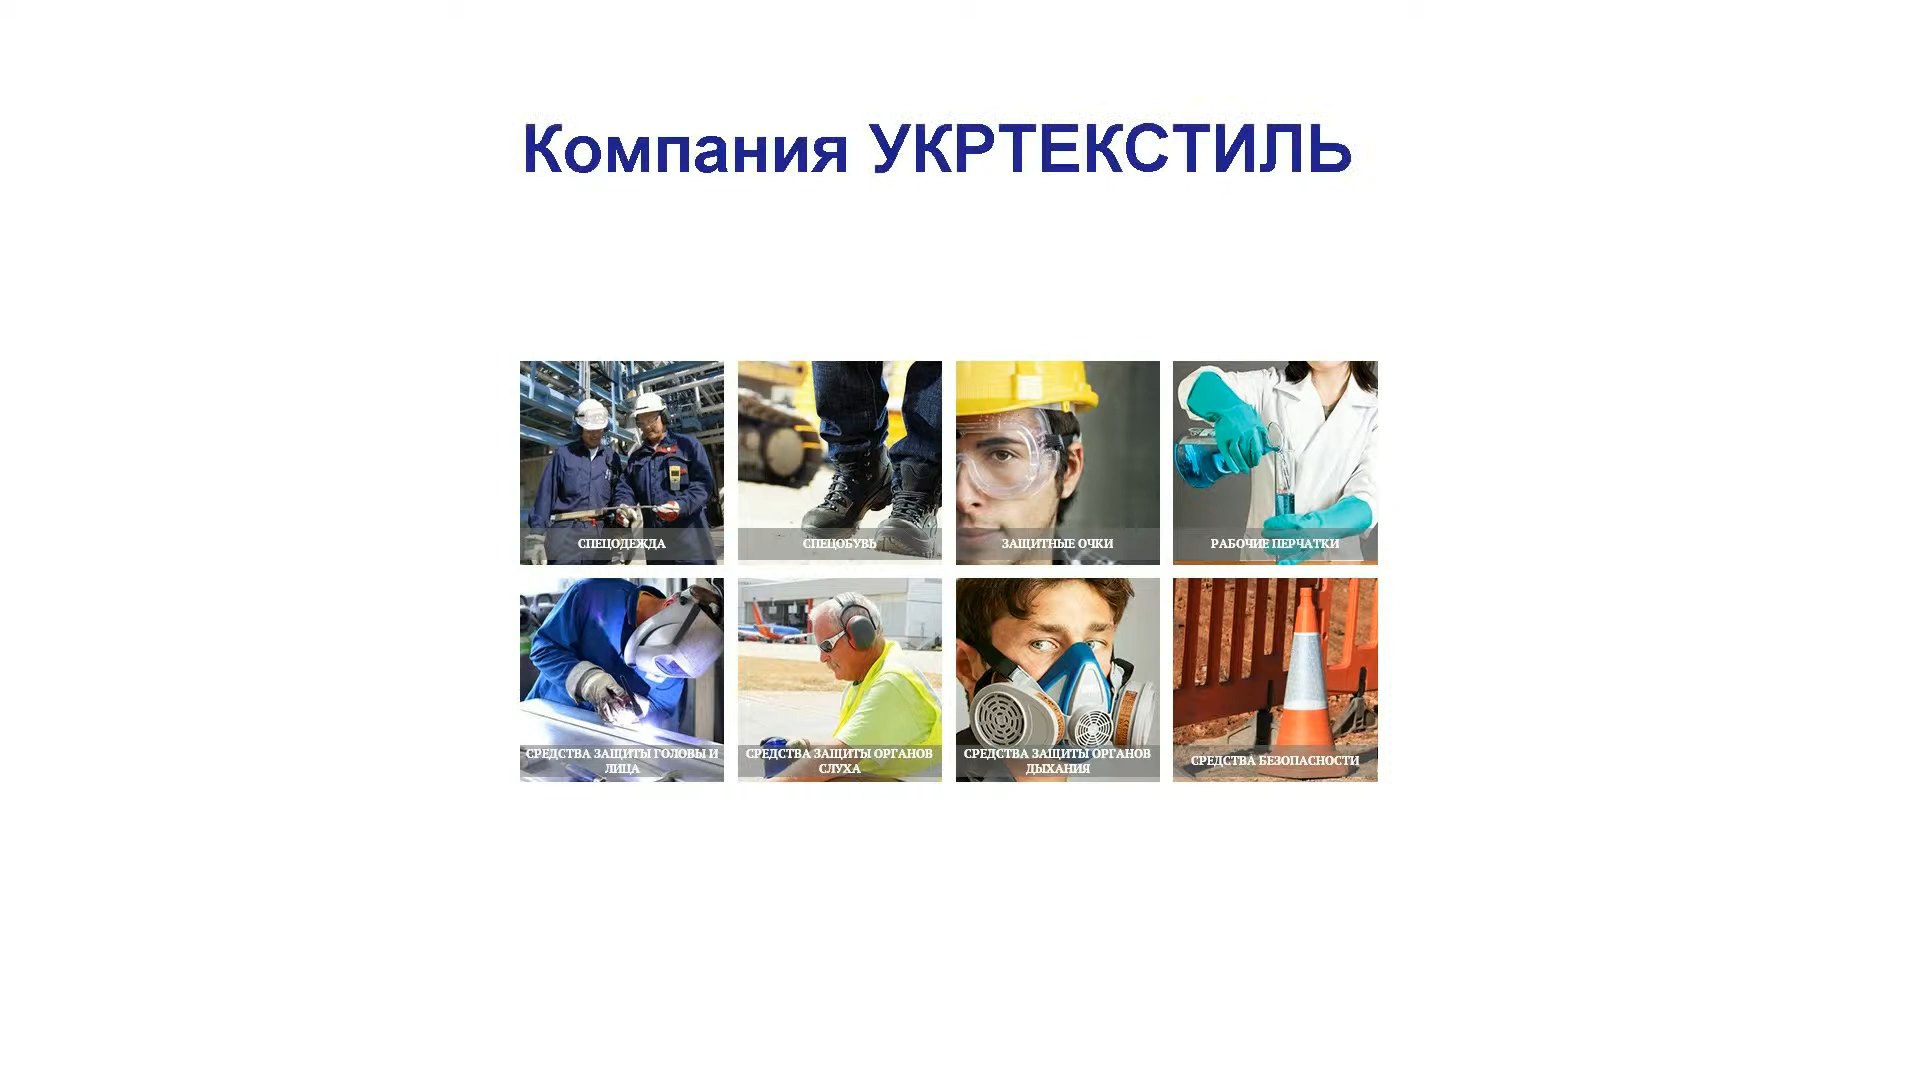 Компания УКРТЕКСТИЛЬ
СПЕЦОДЕЖДА
СПЕЦОБУВЬ
ЗАЩИТНЫЕ ОЧКИ
РАБОЧИЕ ПЕРЧАТКИ
СРЕДСТВА ЗАЩИТЫ ГОЛОВЫ И
ЛИЦА
СРЕДСТВА ЗАЩИТЫ ОРГАНОВ
СЛУХА
СРЕДСТВА ЗАЩИТЫ ОРГАНОВ
ДЫХАНИЯ
СРЕДСТВА БЕЗОПАСНОСТИ